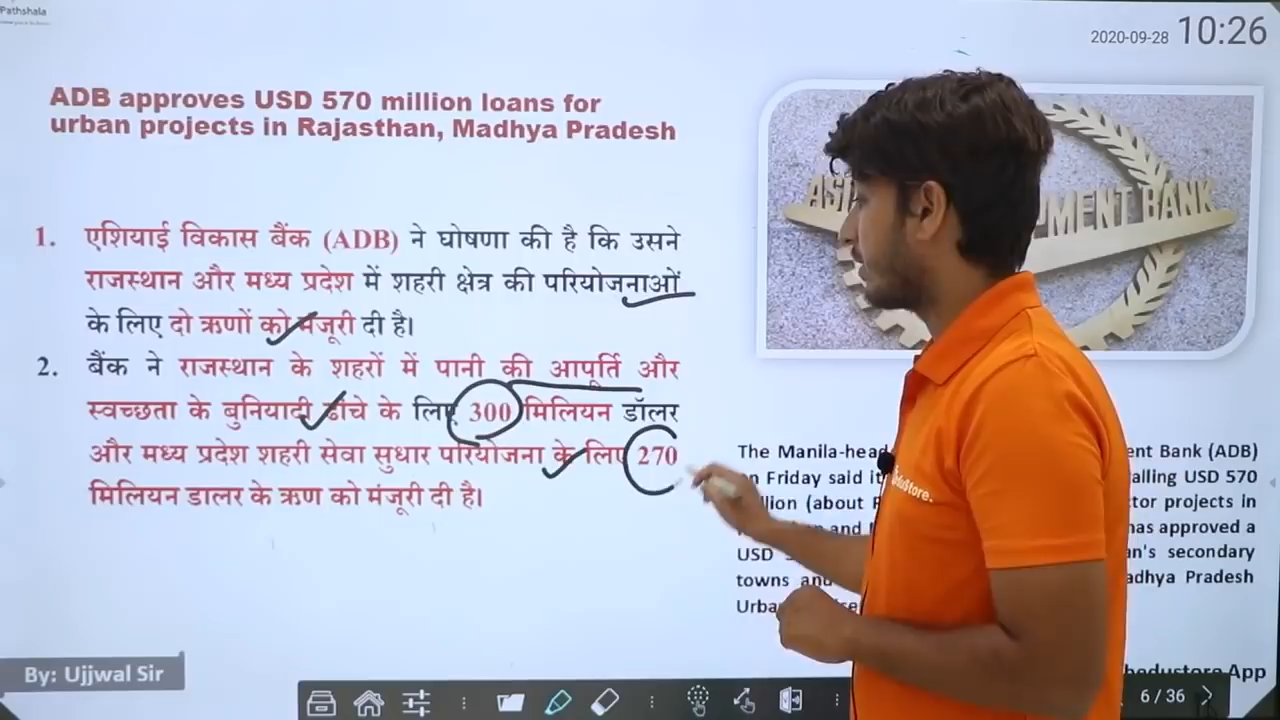 Pathshala
2020-09-28 10:26
ADB approves USD 570 million loans for
urban projects in Rajasthan, Madhya Pradesh
1. एशियाई विकास बैंक (ADB) ने घोषणा की है कि उसने
राजस्थान और मध्य प्रदेश में शहरी क्षेत्र की परियोजनाओं
के लिए दो ऋणों को मंजूरी दी है।
2. बैंक ने राजस्थान के शहरों में पानी की आपूर्ति और
स्वच्छता के बुनियादी ढांचे के लिए 300 मिलियन डॉलर
और मध्य प्रदेश शहरी सेवा सुधार परियोजना के लिए 270
मिलियन डालर के ऋण को मंजूरी दी है।
PMENT BANK
The Manila-head ent Bank (ADB)
Friday said it alling USD 570
(about tor projects in
and has approved a
USD an's secondary
towns and adhya Pradesh
Urba
hedustore App
By: Ujjwal Sir
6 / 36